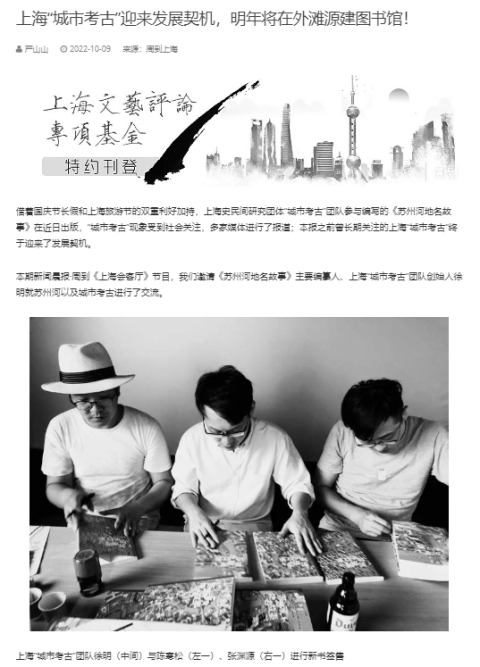 上海“城市考古”迎来发展契机，明年将在外滩源建图书馆！
严山山 2022-10-09 来源：周到上海
上海文藝評論
專項基金
特约刊登
借着国庆节长假和上海旅游节的双重利好加持，上海史民间研究团体“城市考古”团队参与编写的《苏州河地名故
事》在近日出版，“城市考古”现象受到社会关注，多家媒体进行了报道；本报之前曾长期关注的上海“城市考古”终
于迎来了发展契机。
本期新闻晨报·周到《上海会客厅》节目，我们邀请《苏州河地名故事》主要编纂人、上海“城市考古”团队创始人徐
明就苏州河以及城市考古进行了交流。
上海“城市考古”团队徐明（中间）与陈寒松（左一）、张渊源（右一）进行新书签售